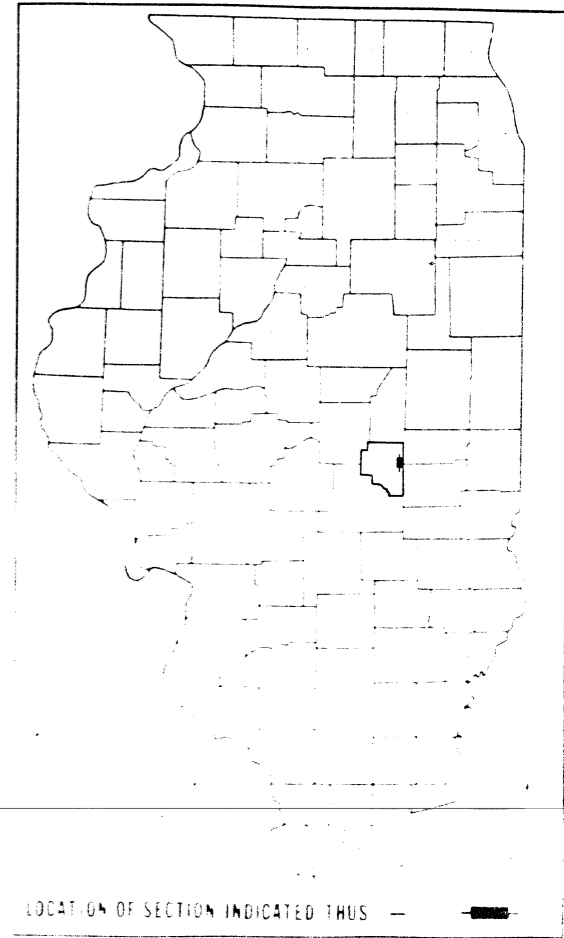 LOCATION OF SECTION INDICATED THUS —